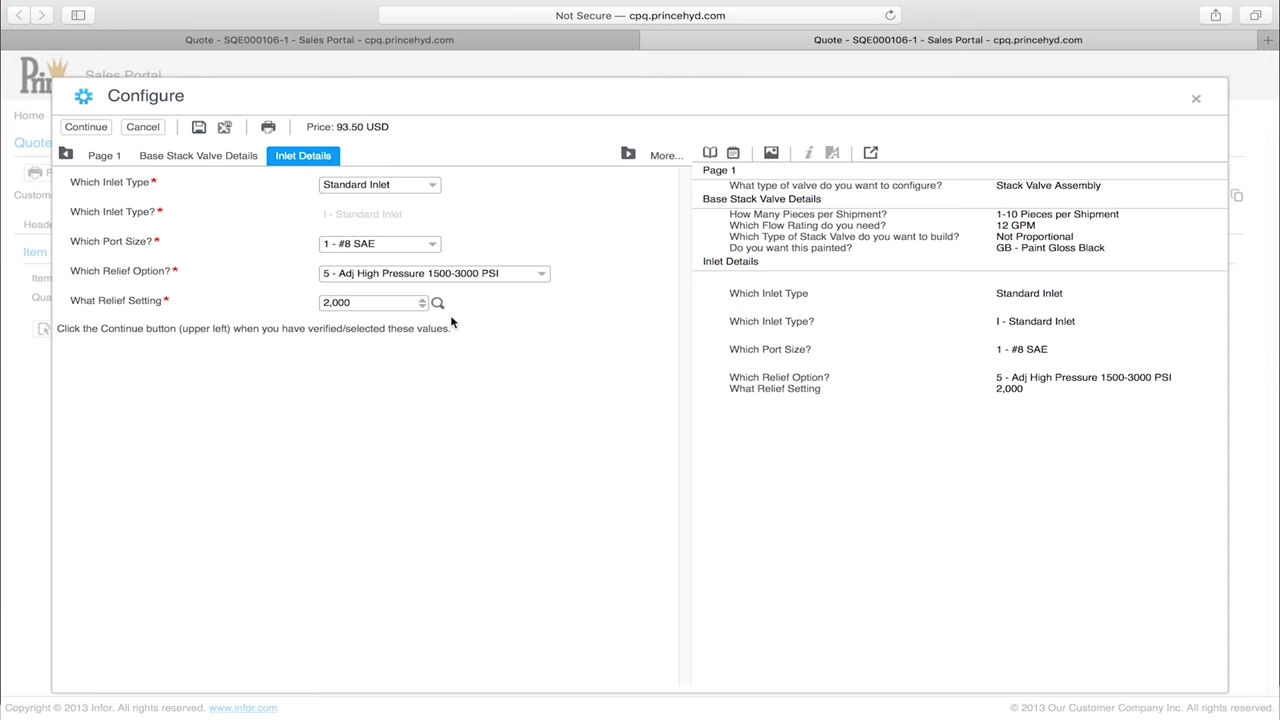 Not Secure — cpq.princehyd.com
Quote - SQE000106-1 - Sales Portal - cpq.princehyd.com
Quote - SQE000106-1 - Sales Portal - cpq.princehyd.com
Prin
Sales Portal
Home
Quote
Custome
Heade
Item S
Item
Qua
Configure
Continue
Cancel
Price: 93.50 USD
Page 1
Base Stack Valve Details
Inlet Details
More...
Which Inlet Type*
Standard Inlet
Which Inlet Type?*
I - Standard Inlet
Which Port Size?*
1 - #8 SAE
Which Relief Option?*
5 - Adj High Pressure 1500-3000 PSI
What Relief Setting*
2,000
Click the Continue button (upper left) when you have verified/selected these values.
Page 1
What type of valve do you want to configure? Stack Valve Assembly
Base Stack Valve Details
How Many Pieces per Shipment? 1-10 Pieces per Shipment
Which Flow Rating do you need? 12 GPM
Which Type of Stack Valve do you want to build? Not Proportional
Do you want this painted? GB - Paint Gloss Black
Inlet Details
Which Inlet Type Standard Inlet
Which Inlet Type? I - Standard Inlet
Which Port Size? 1 - #8 SAE
Which Relief Option? 5 - Adj High Pressure 1500-3000 PSI
What Relief Setting 2,000
Copyright © 2013 Infor. All rights reserved. www.infor.com
© 2013 Our Customer Company Inc. All rights reserved.